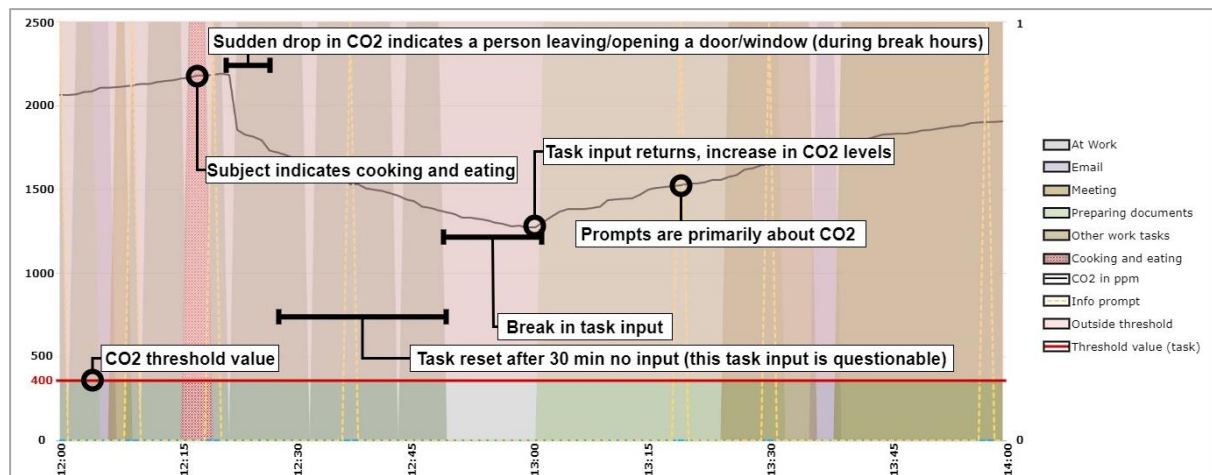 2500
2000
1500
1000
500
400
0
1
0
Sudden drop in CO2 indicates a person leaving/opening a door/window (during break hours)
Subject indicates cooking and eating
Task input returns, increase in CO2 levels
Prompts are primarily about CO2
Break in task input
CO2 threshold value
Task reset after 30 min no input (this task input is questionable)
12:00
12:15
12:30
12:45
13:00
13:15
13:30
13:45
14:00
At Work
Email
Meeting
Preparing documents
Other work tasks
Cooking and eating
CO2 in ppm
Info prompt
Outside threshold
Threshold value (task)